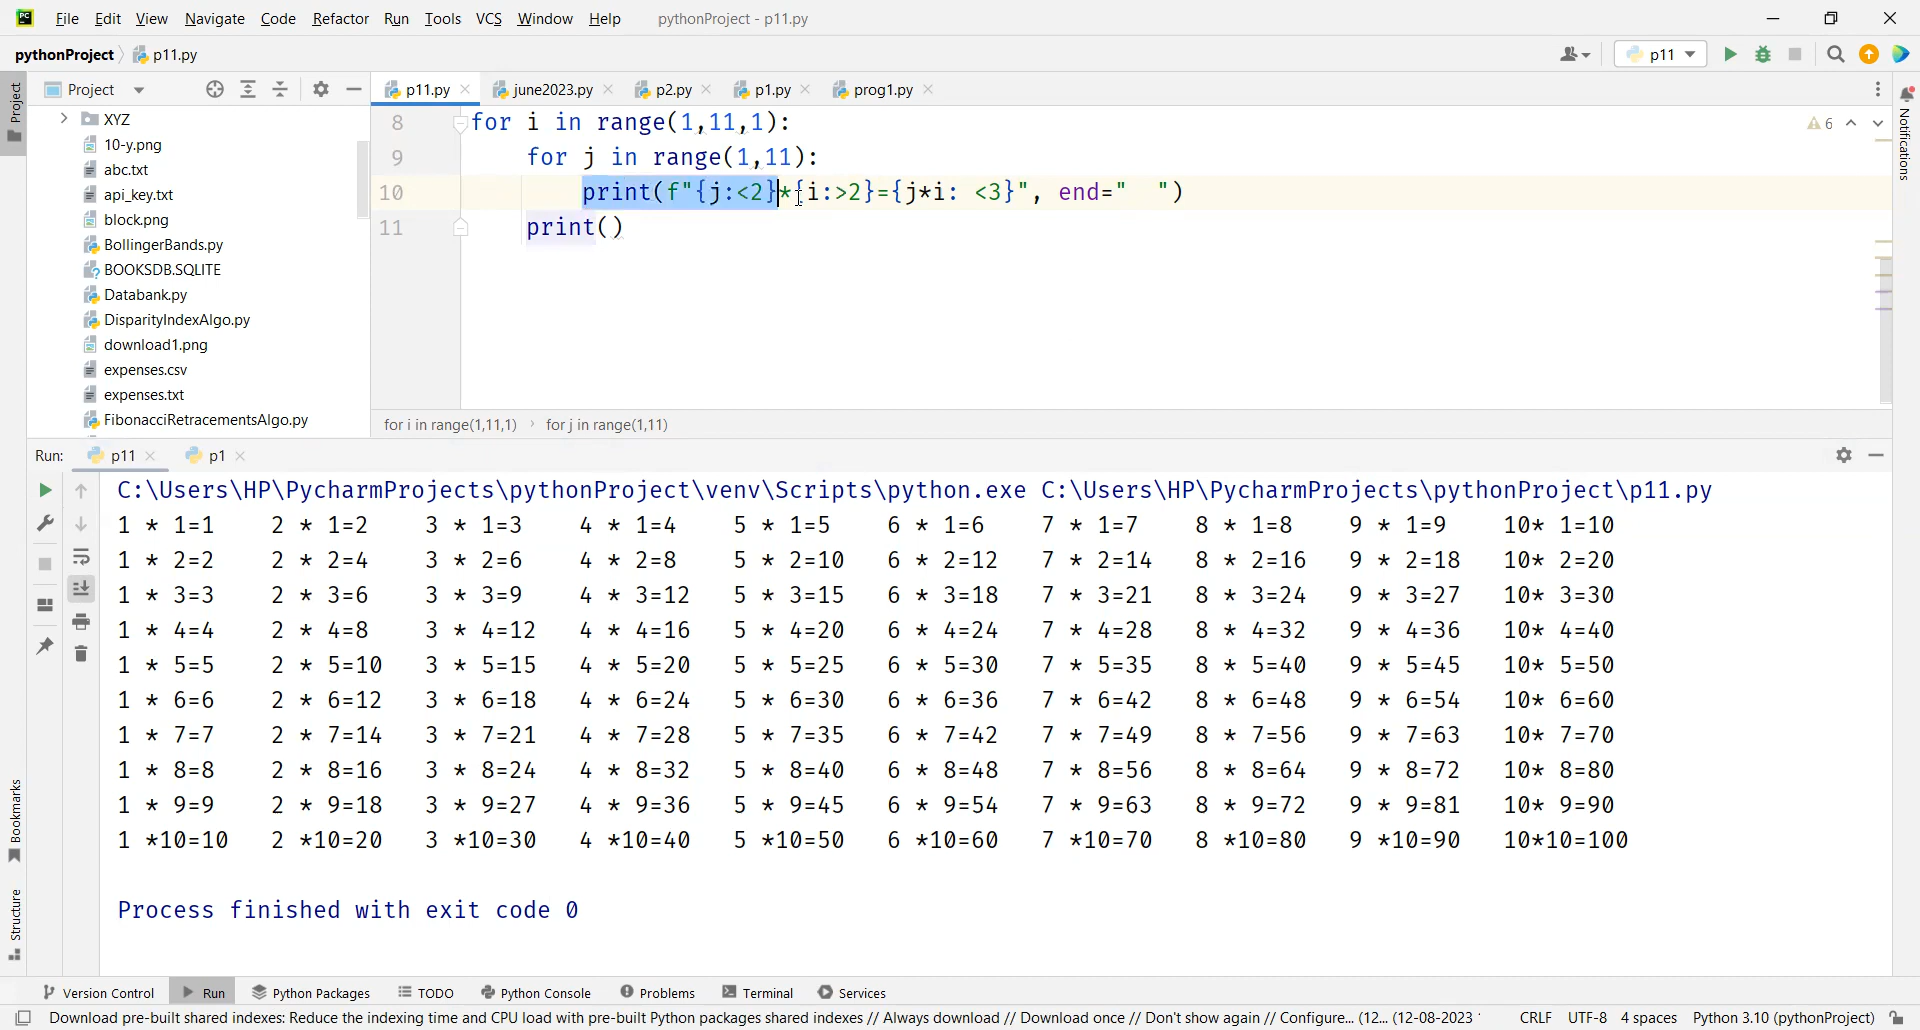 PC File Edit View Navigate Code Refactor Run Tools VCS Window Help pythonProject - p11.py
pythonProject p11.py p11
Project
Project
p11.py june2023.py p2.py p1.py prog1.py
Notifications
XYZ
10-y.png
abc.txt
api_key.txt
block.png
BollingerBands.py
BOOKSDB.SQLITE
Databank.py
DisparityIndexAlgo.py
download1.png
expenses.csv
expenses.txt
FibonacciRetracementsAlgo.py
8 for i in range(1,11,1):
6
9 for j in range(1,11):
10 print(f"{j:<2}*{i:>2}={j*i: <3}", end="  ")
11 print()
for i in range(1,11,1) › for j in range(1,11)
Run: p11 p1
C:\Users\HP\PycharmProjects\pythonProject\venv\Scripts\python.exe C:\Users\HP\PycharmProjects\pythonProject\p11.py
1 * 1=1    2 * 1=2    3 * 1=3    4 * 1=4    5 * 1=5    6 * 1=6    7 * 1=7    8 * 1=8    9 * 1=9    10* 1=10
1 * 2=2    2 * 2=4    3 * 2=6    4 * 2=8    5 * 2=10   6 * 2=12   7 * 2=14   8 * 2=16   9 * 2=18   10* 2=20
1 * 3=3    2 * 3=6    3 * 3=9    4 * 3=12   5 * 3=15   6 * 3=18   7 * 3=21   8 * 3=24   9 * 3=27   10* 3=30
1 * 4=4    2 * 4=8    3 * 4=12   4 * 4=16   5 * 4=20   6 * 4=24   7 * 4=28   8 * 4=32   9 * 4=36   10* 4=40
1 * 5=5    2 * 5=10   3 * 5=15   4 * 5=20   5 * 5=25   6 * 5=30   7 * 5=35   8 * 5=40   9 * 5=45   10* 5=50
1 * 6=6    2 * 6=12   3 * 6=18   4 * 6=24   5 * 6=30   6 * 6=36   7 * 6=42   8 * 6=48   9 * 6=54   10* 6=60
1 * 7=7    2 * 7=14   3 * 7=21   4 * 7=28   5 * 7=35   6 * 7=42   7 * 7=49   8 * 7=56   9 * 7=63   10* 7=70
1 * 8=8    2 * 8=16   3 * 8=24   4 * 8=32   5 * 8=40   6 * 8=48   7 * 8=56   8 * 8=64   9 * 8=72   10* 8=80
1 * 9=9    2 * 9=18   3 * 9=27   4 * 9=36   5 * 9=45   6 * 9=54   7 * 9=63   8 * 9=72   9 * 9=81   10* 9=90
1 *10=10   2 *10=20   3 *10=30   4 *10=40   5 *10=50   6 *10=60   7 *10=70   8 *10=80   9 *10=90   10*10=100
Process finished with exit code 0
Bookmarks
Structure
Version Control Run Python Packages TODO Python Console Problems Terminal Services
Download pre-built shared indexes: Reduce the indexing time and CPU load with pre-built Python packages shared indexes // Always download // Download once // Don't show again // Configure... (12... (12-08-2023 CRLF UTF-8 4 spaces Python 3.10 (pythonProject)